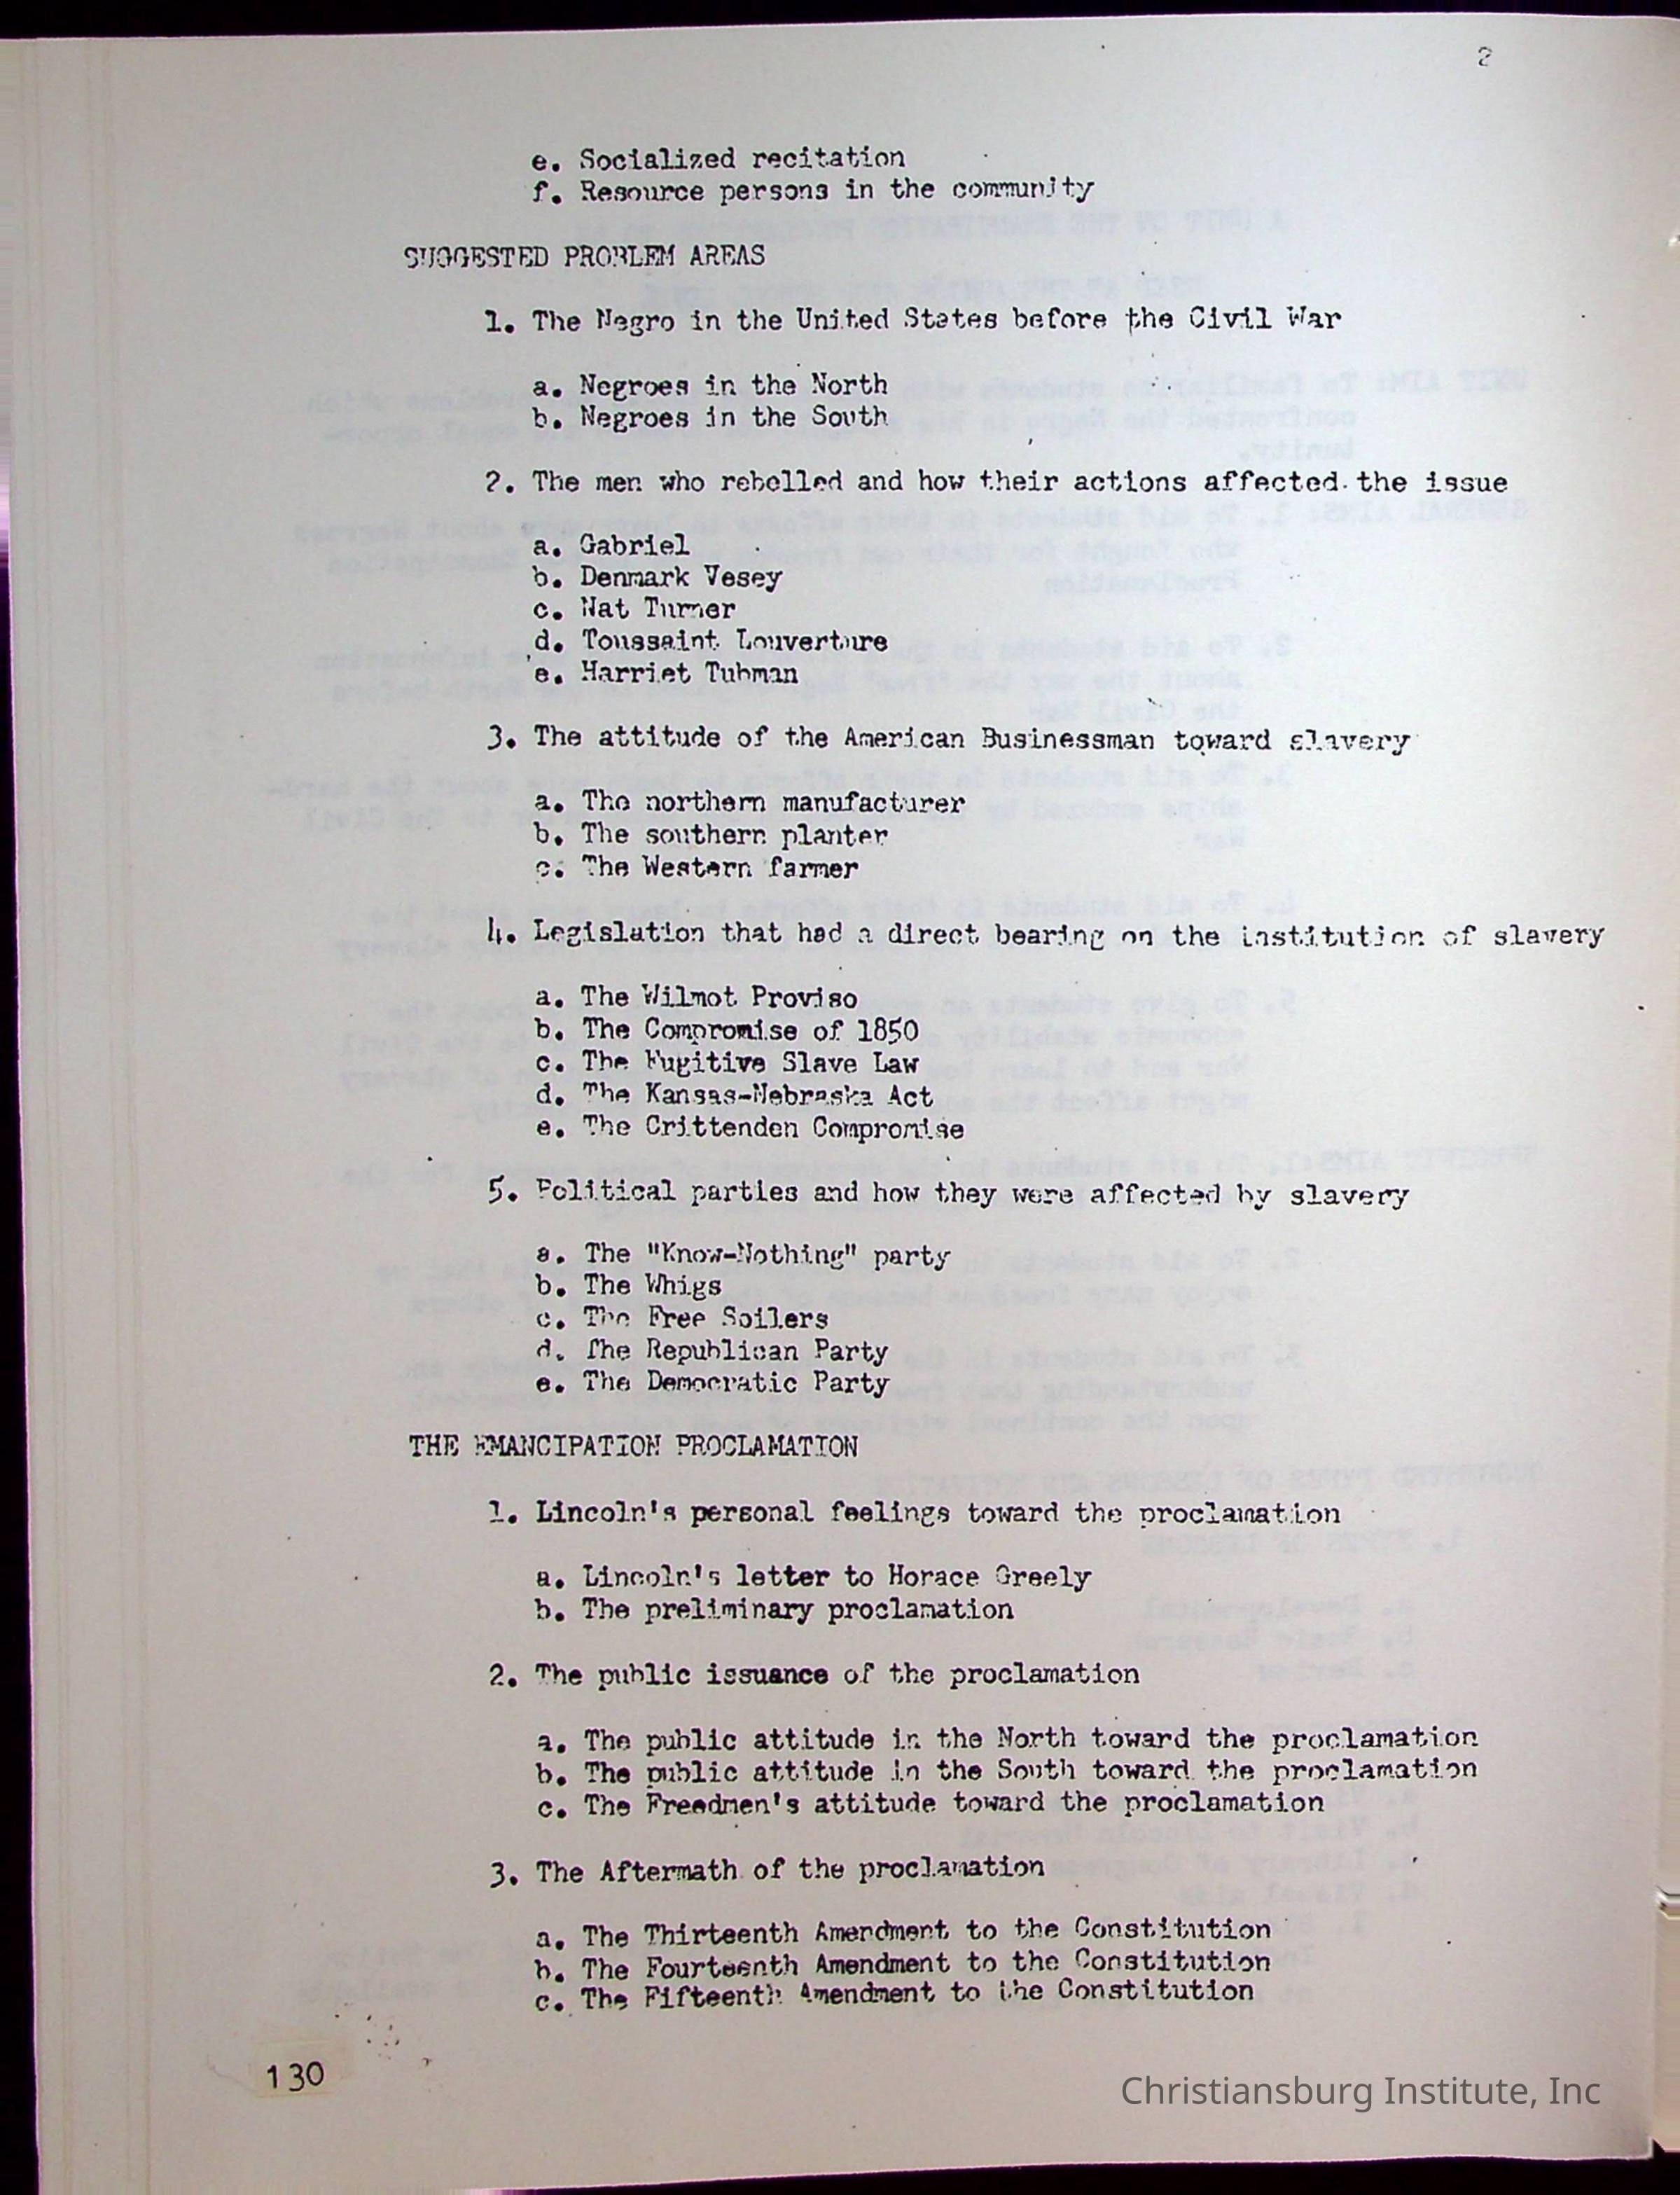 2
e. Socialized recitation
f. Resource persons in the community
SUGGESTED PROBLEM AREAS
1. The Negro in the United States before the Civil War
a. Negroes in the North
b. Negroes in the South
2. The men who rebelled and how their actions affected the issue
a. Gabriel
b. Denmark Vesey
c. Nat Turner
d. Toussaint Louverture
e. Harriet Tubman
3. The attitude of the American Businessman toward slavery
a. The northern manufacturer
b. The southern planter
c. The Western farmer
4. Legislation that had a direct bearing on the institution of slavery
a. The Wilmot Proviso
b. The Compromise of 1850
c. The Fugitive Slave Law
d. The Kansas-Nebraska Act
e. The Crittenden Compromise
5. Political parties and how they were affected by slavery
a. The "Know-Nothing" party
b. The Whigs
c. The Free Soilers
d. The Republican Party
e. The Democratic Party
THE EMANCIPATION PROCLAMATION
1. Lincoln's personal feelings toward the proclamation
a. Lincoln's letter to Horace Greely
b. The preliminary proclamation
2. The public issuance of the proclamation
a. The public attitude in the North toward the proclamation
b. The public attitude in the South toward the proclamation
c. The Freedmen's attitude toward the proclamation
3. The Aftermath of the proclamation
a. The Thirteenth Amendment to the Constitution
b. The Fourteenth Amendment to the Constitution
c. The Fifteenth Amendment to the Constitution
130
Christiansburg Institute, Inc